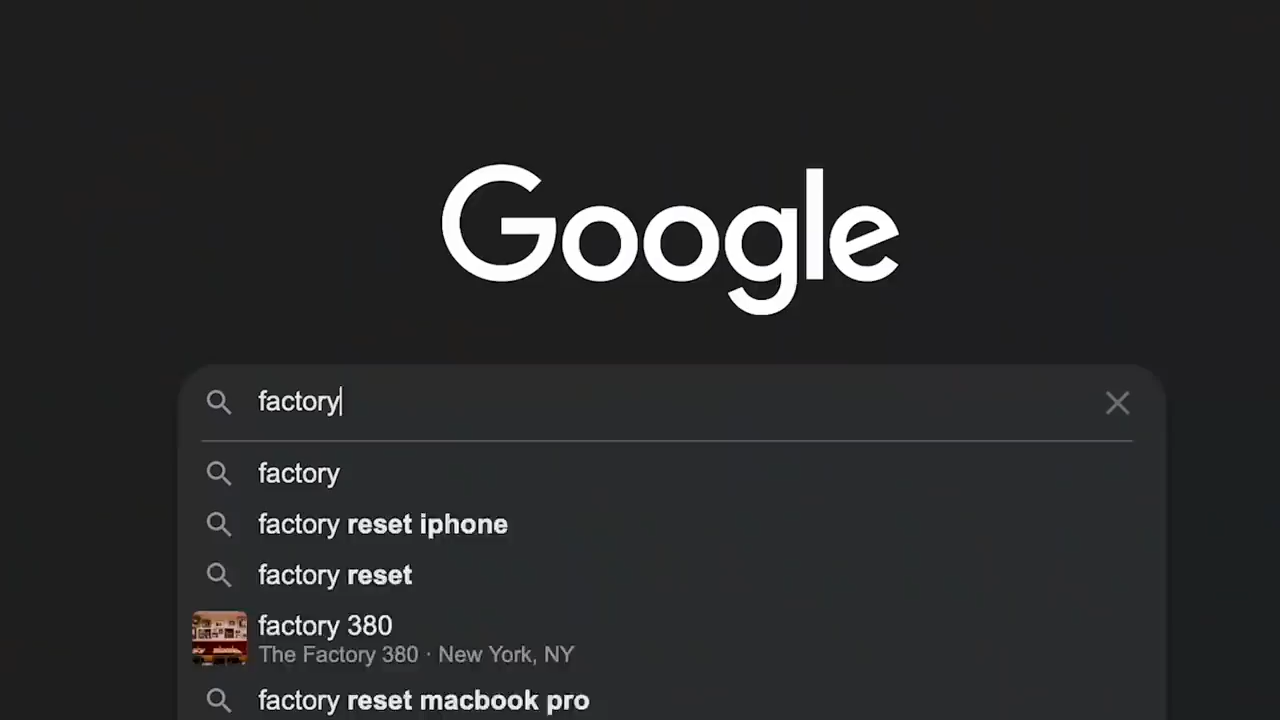 Google
factory
factory
factory reset iphone
factory reset
factory 380
The Factory 380 · New York, NY
factory reset macbook pro